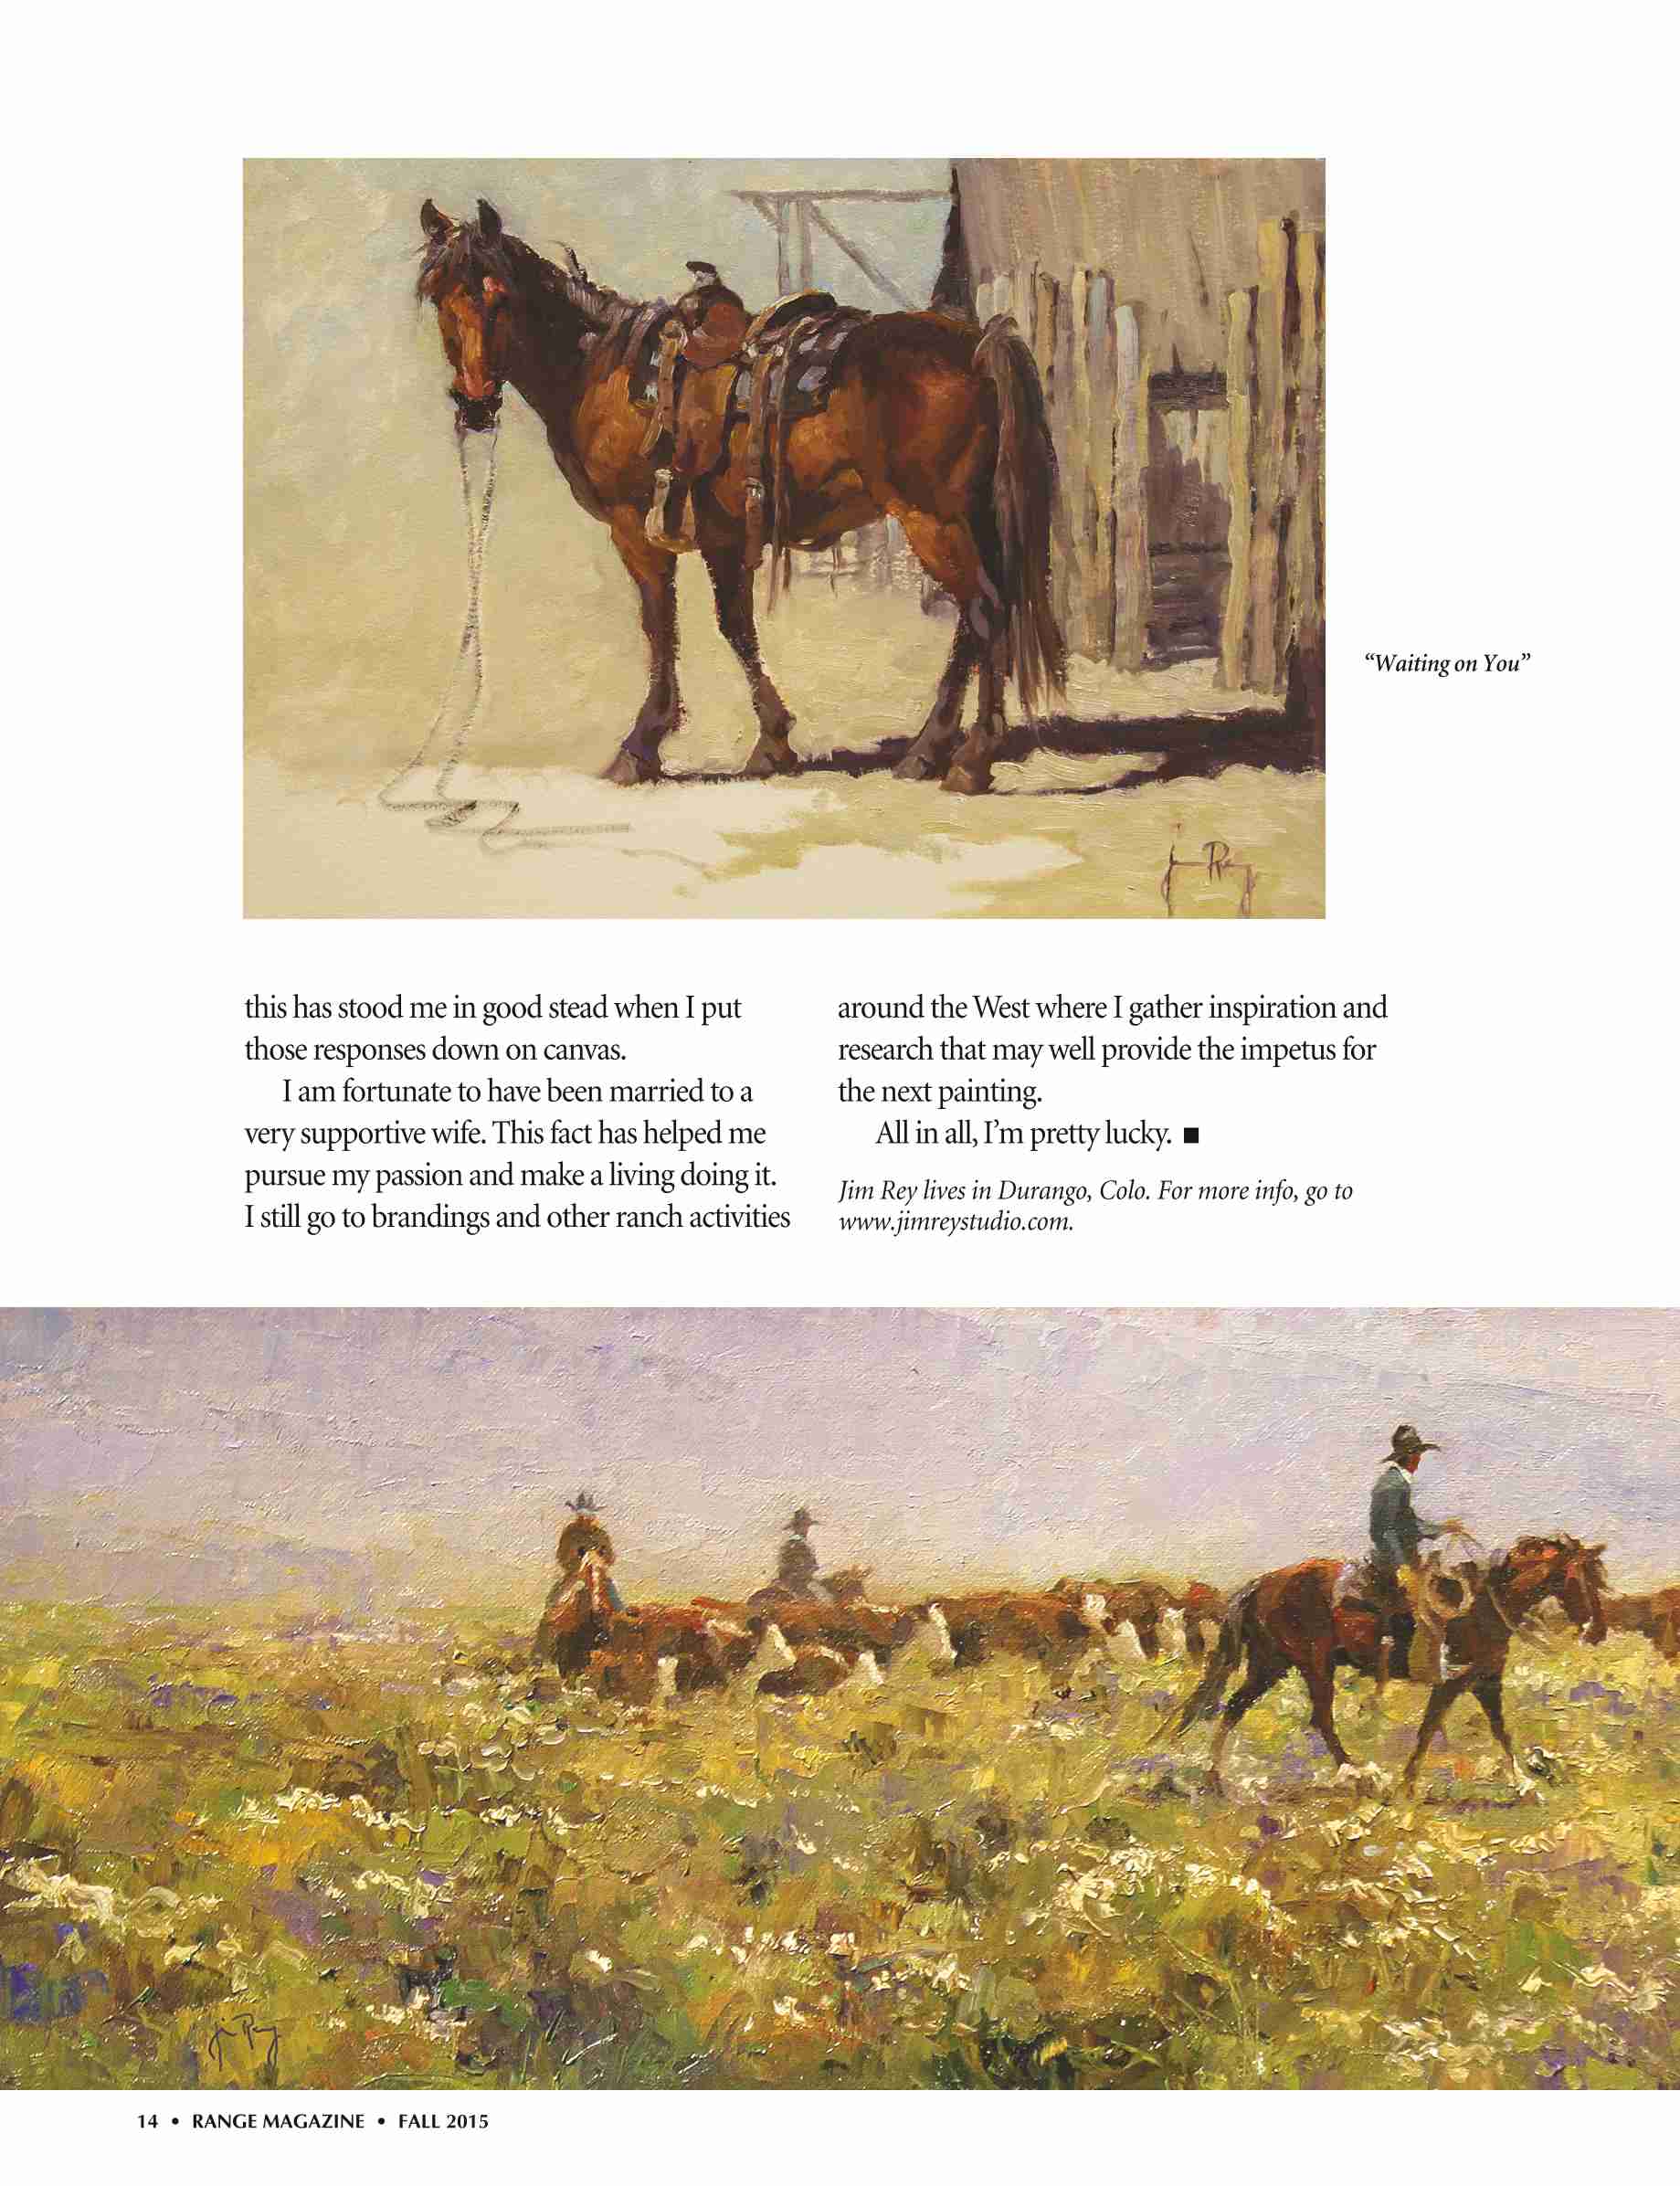 Jim Rey
“Waiting on You”
this has stood me in good stead when I put
those responses down on canvas.
I am fortunate to have been married to a
very supportive wife. This fact has helped me
pursue my passion and make a living doing it.
I still go to brandings and other ranch activities
around the West where I gather inspiration and
research that may well provide the impetus for
the next painting.
All in all, I’m pretty lucky. ■
Jim Rey lives in Durango, Colo. For more info, go to
www.jimreystudio.com.
Jim Rey
14 • RANGE MAGAZINE • FALL 2015